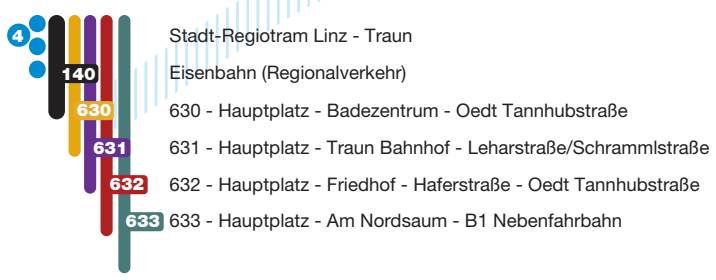 4 Stadt-Regiotram Linz - Traun
140 Eisenbahn (Regionalverkehr)
630 630 - Hauptplatz - Badezentrum - Oedt Tannhubstraße
631 631 - Hauptplatz - Traun Bahnhof - Leharstraße/Schrammlstraße
632 632 - Hauptplatz - Friedhof - Haferstraße - Oedt Tannhubstraße
633 633 - Hauptplatz - Am Nordsaum - B1 Nebenfahrbahn